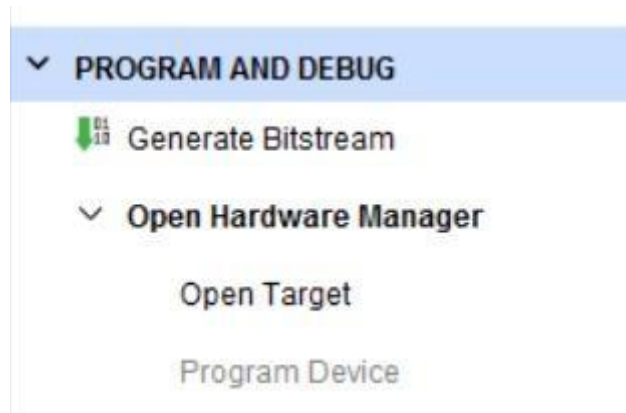 PROGRAM AND DEBUG
Generate Bitstream
Open Hardware Manager
Open Target
Program Device